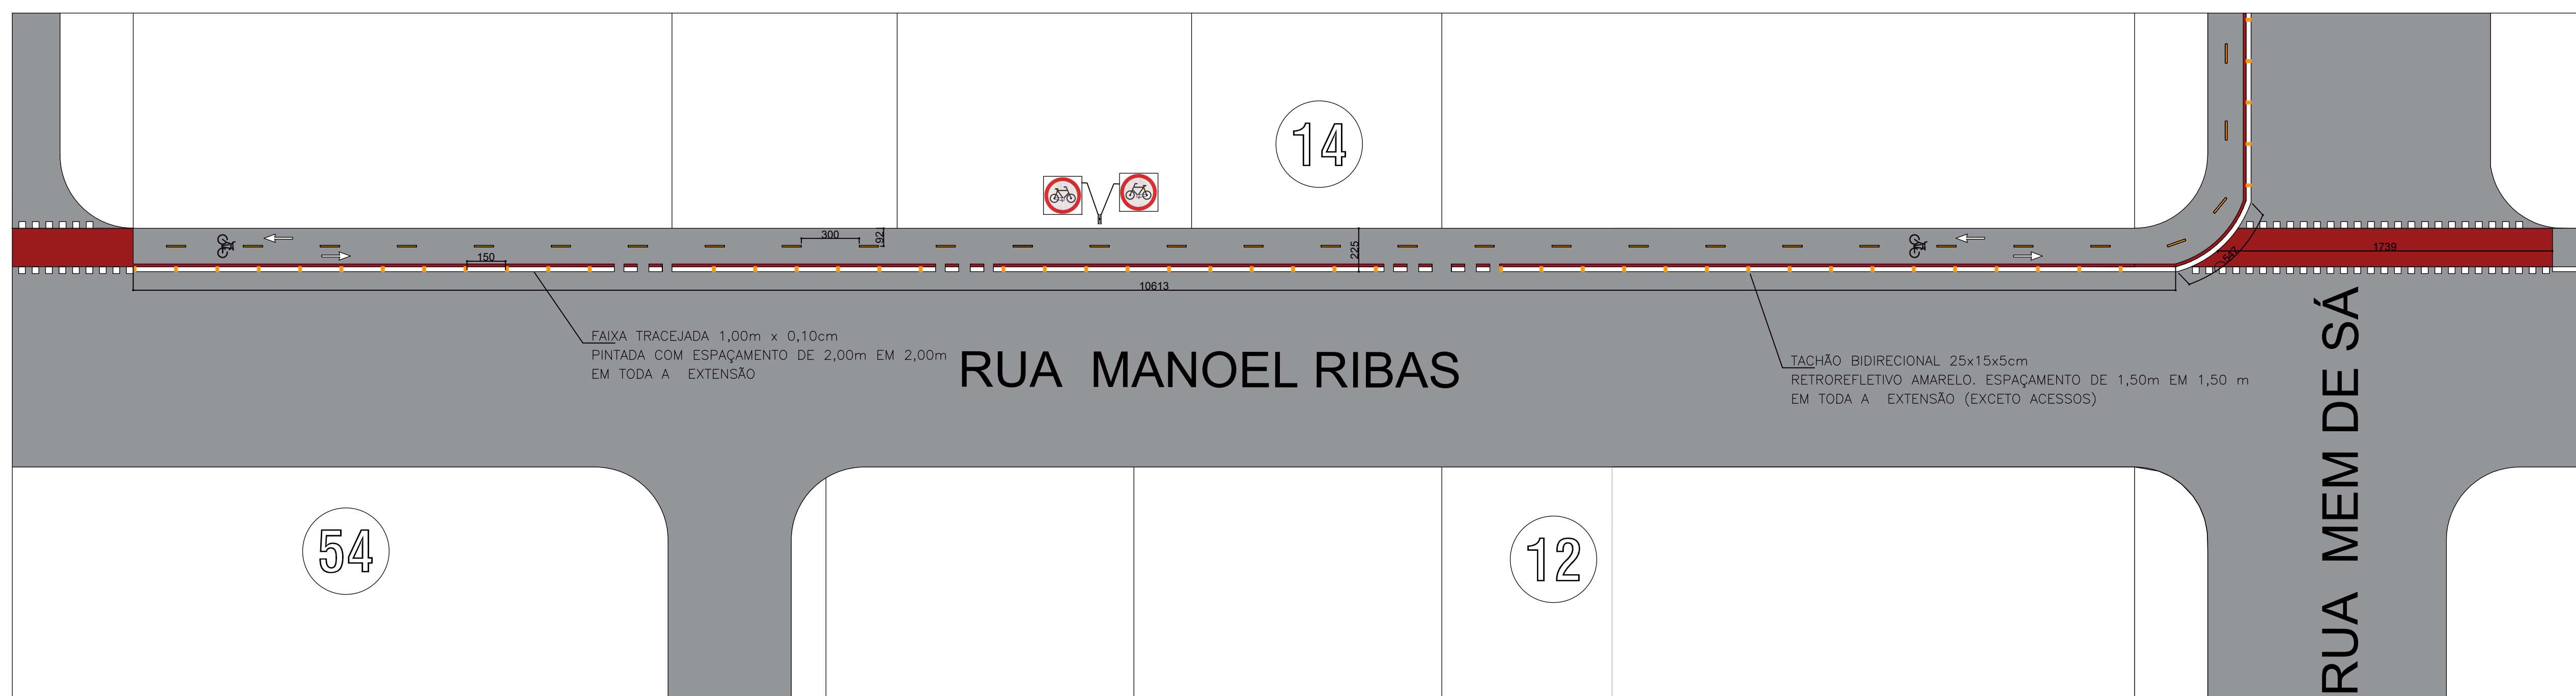 14
300
92
150
225
1739
547
10613
FAIXA TRACEJADA 1,00m x 0,10cm
PINTADA COM ESPAÇAMENTO DE 2,00m EM 2,00m
EM TODA A EXTENSÃO
RUA MANOEL RIBAS
TACHÃO BIDIRECIONAL 25x15x5cm
RETROREFLETIVO AMARELO. ESPAÇAMENTO DE 1,50m EM 1,50 m
EM TODA A EXTENSÃO (EXCETO ACESSOS)
RUA MEM DE SÁ
54
12